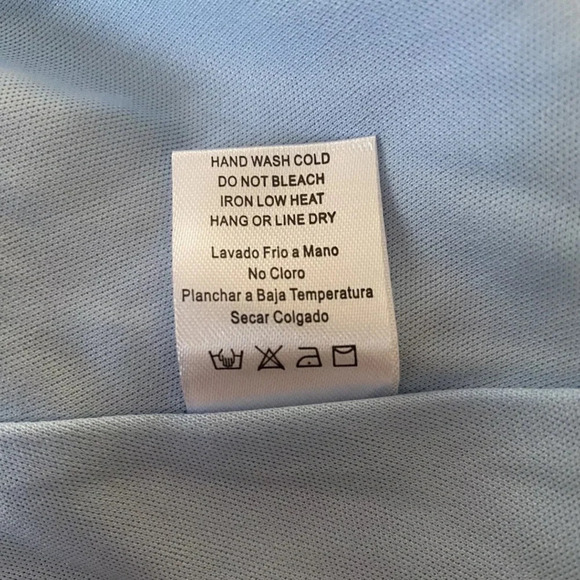 HAND WASH COLD
DO NOT BLEACH
IRON LOW HEAT
HANG OR LINE DRY
Lavado Frio a Mano
No Cloro
Planchar a Baja Temperatura
Secar Colgado